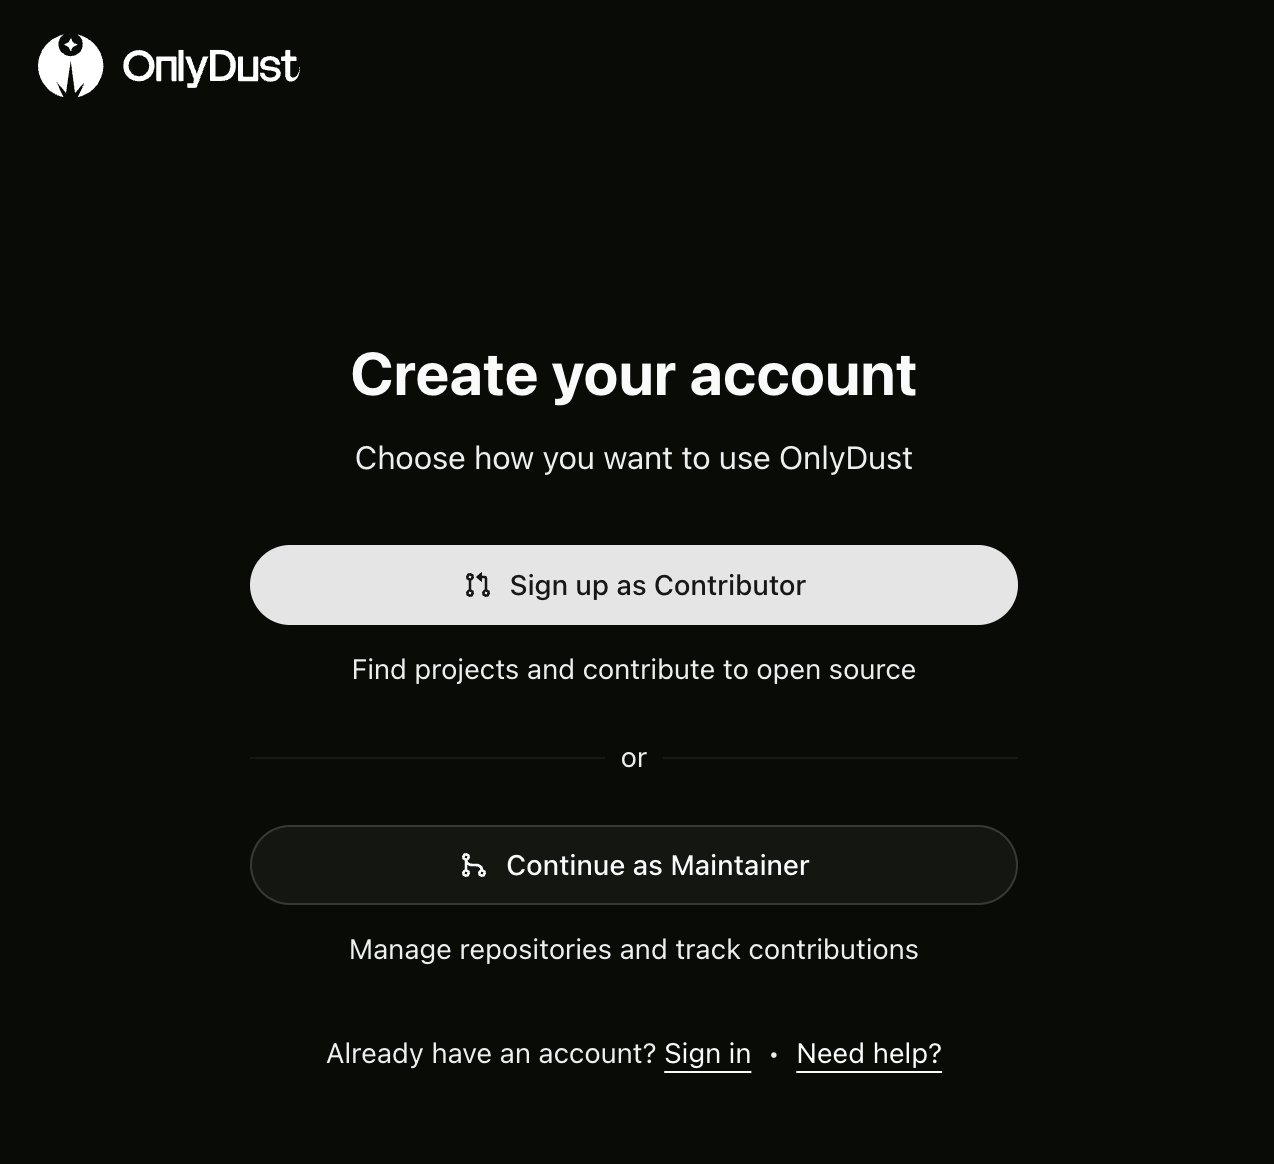 OnlyDust
Create your account
Choose how you want to use OnlyDust
Sign up as Contributor
Find projects and contribute to open source
or
Continue as Maintainer
Manage repositories and track contributions
Already have an account? Sign in • Need help?